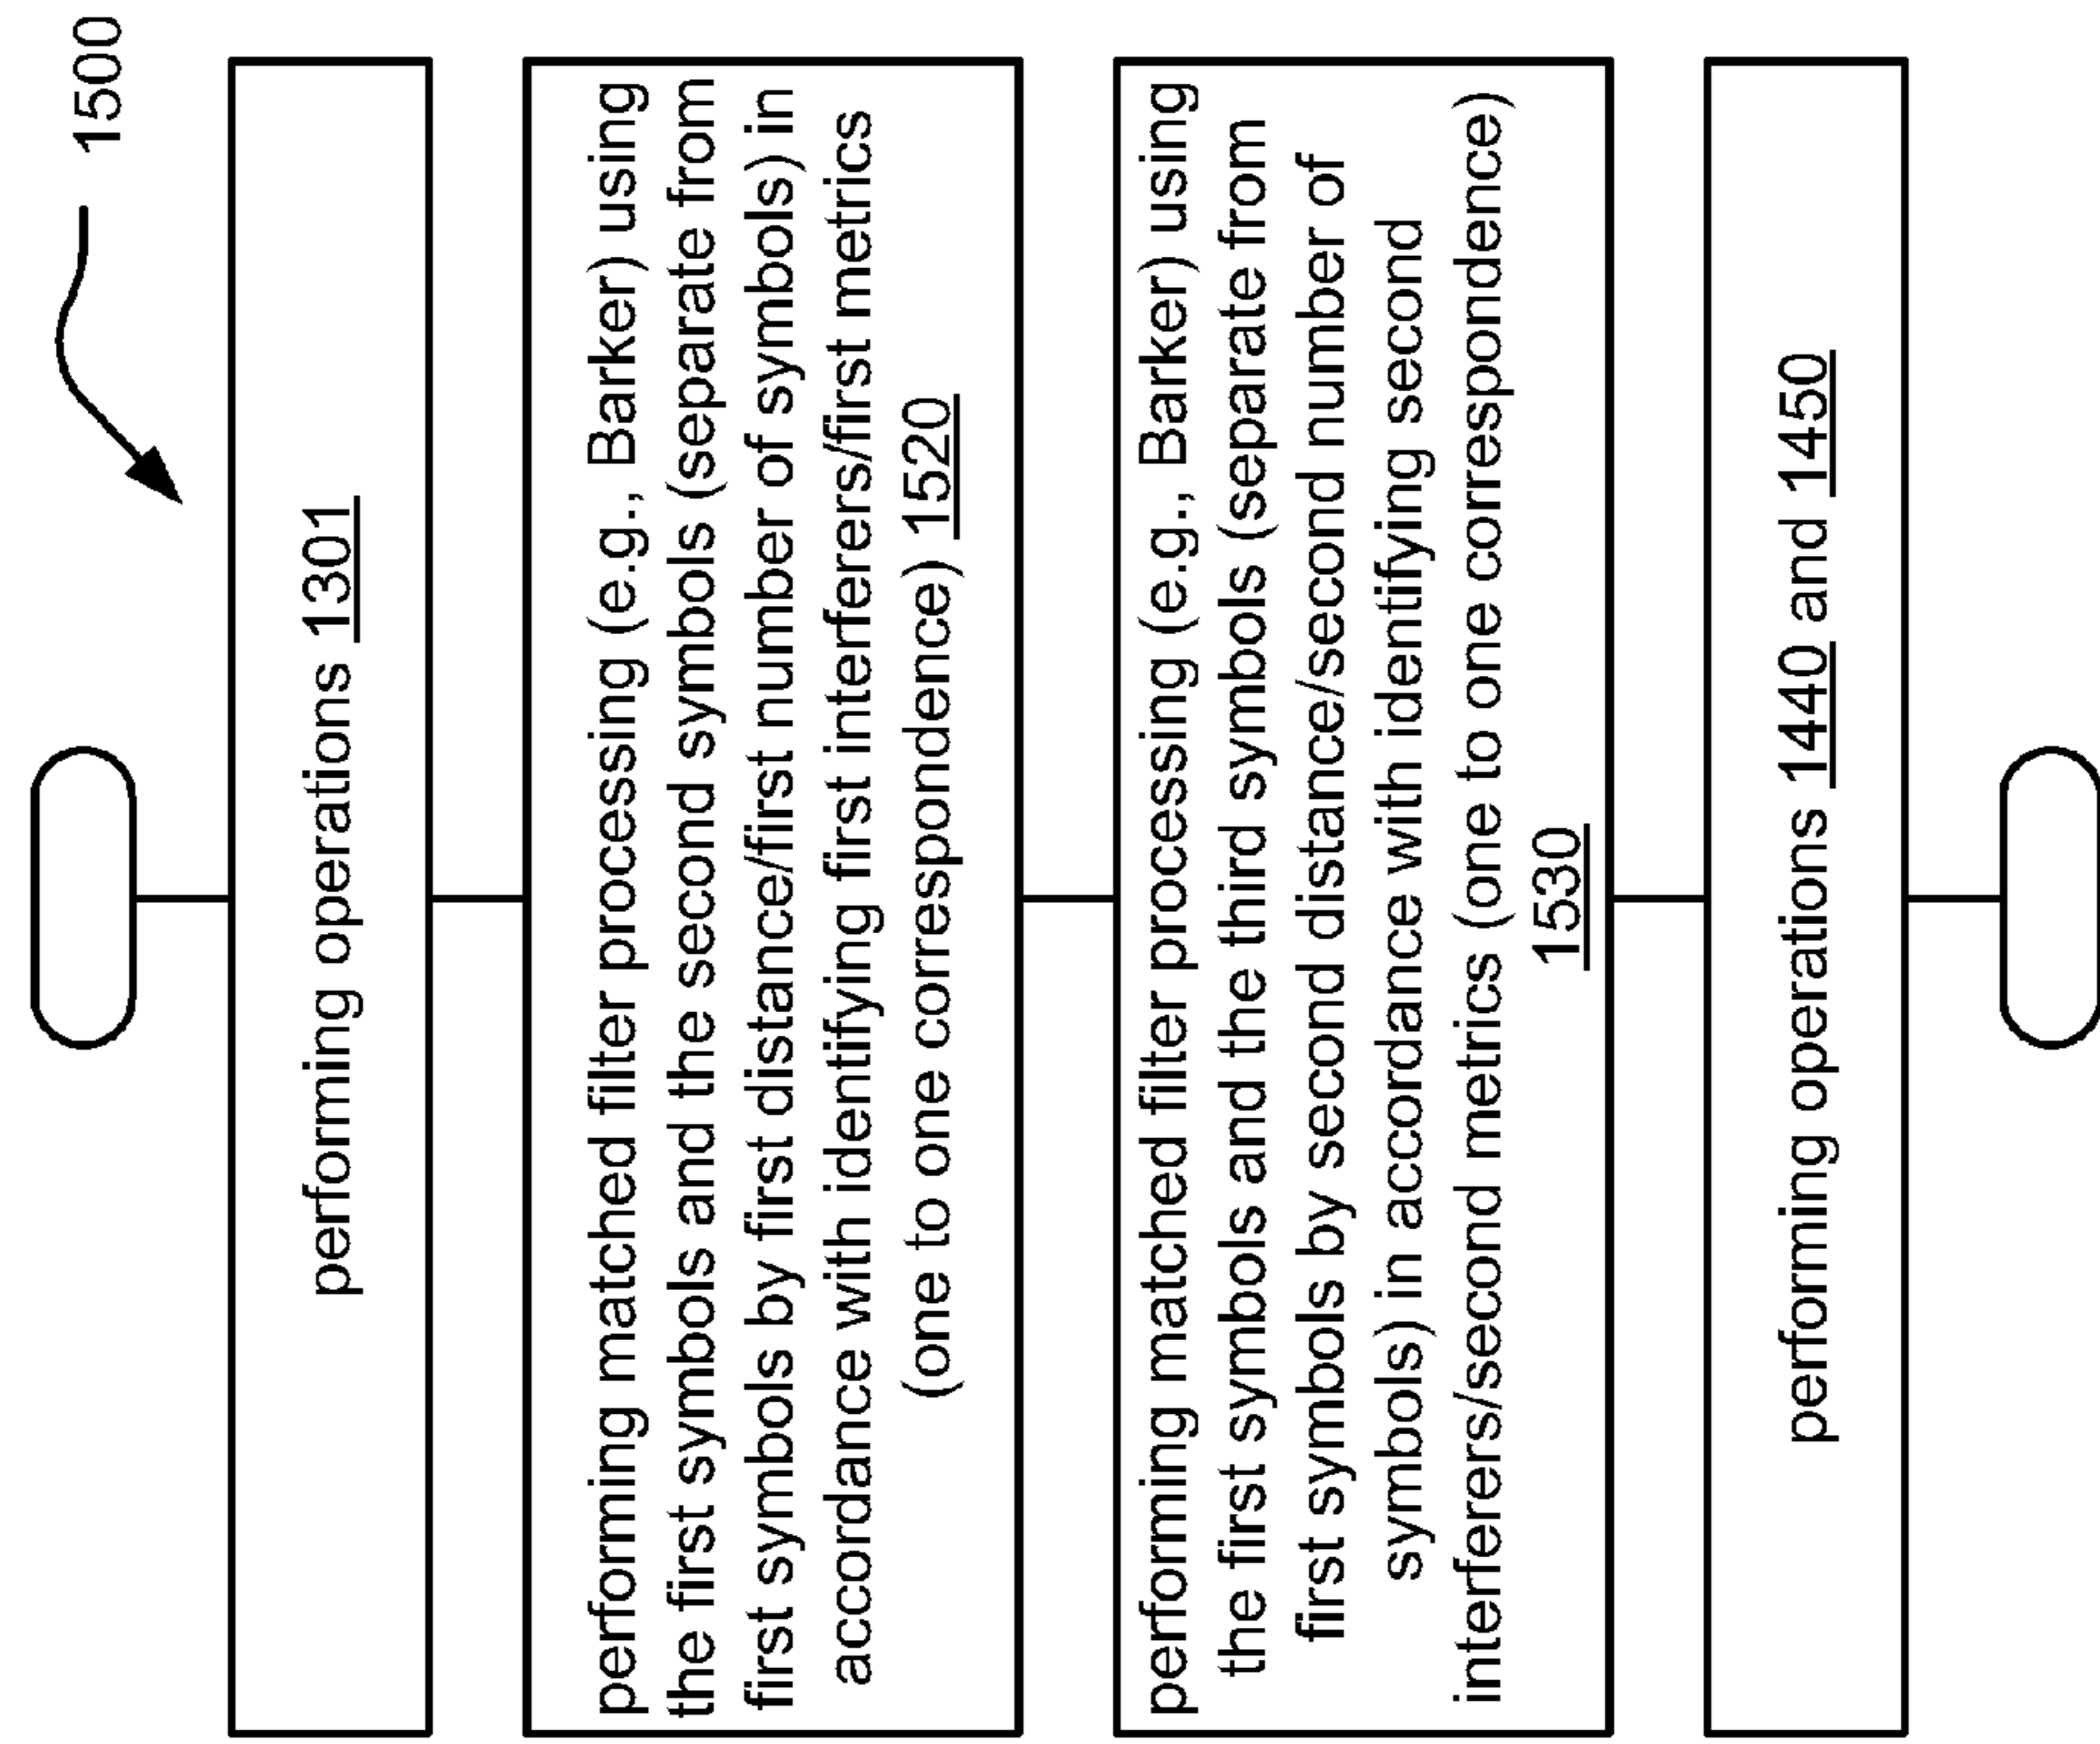 1500
performing operations 1301
performing matched filter processing (e.g., Barker) using
the first symbols and the second symbols (separate from
first symbols by first distance/first number of symbols) in
accordance with identifying first interferers/first metrics
(one to one correspondence) 1520
performing matched filter processing (e.g., Barker) using
the first symbols and the third symbols (separate from
first symbols by second distance/second number of
symbols) in accordance with identifying second
interferers/second metrics (one to one correspondence)
1530
performing operations 1440 and 1450